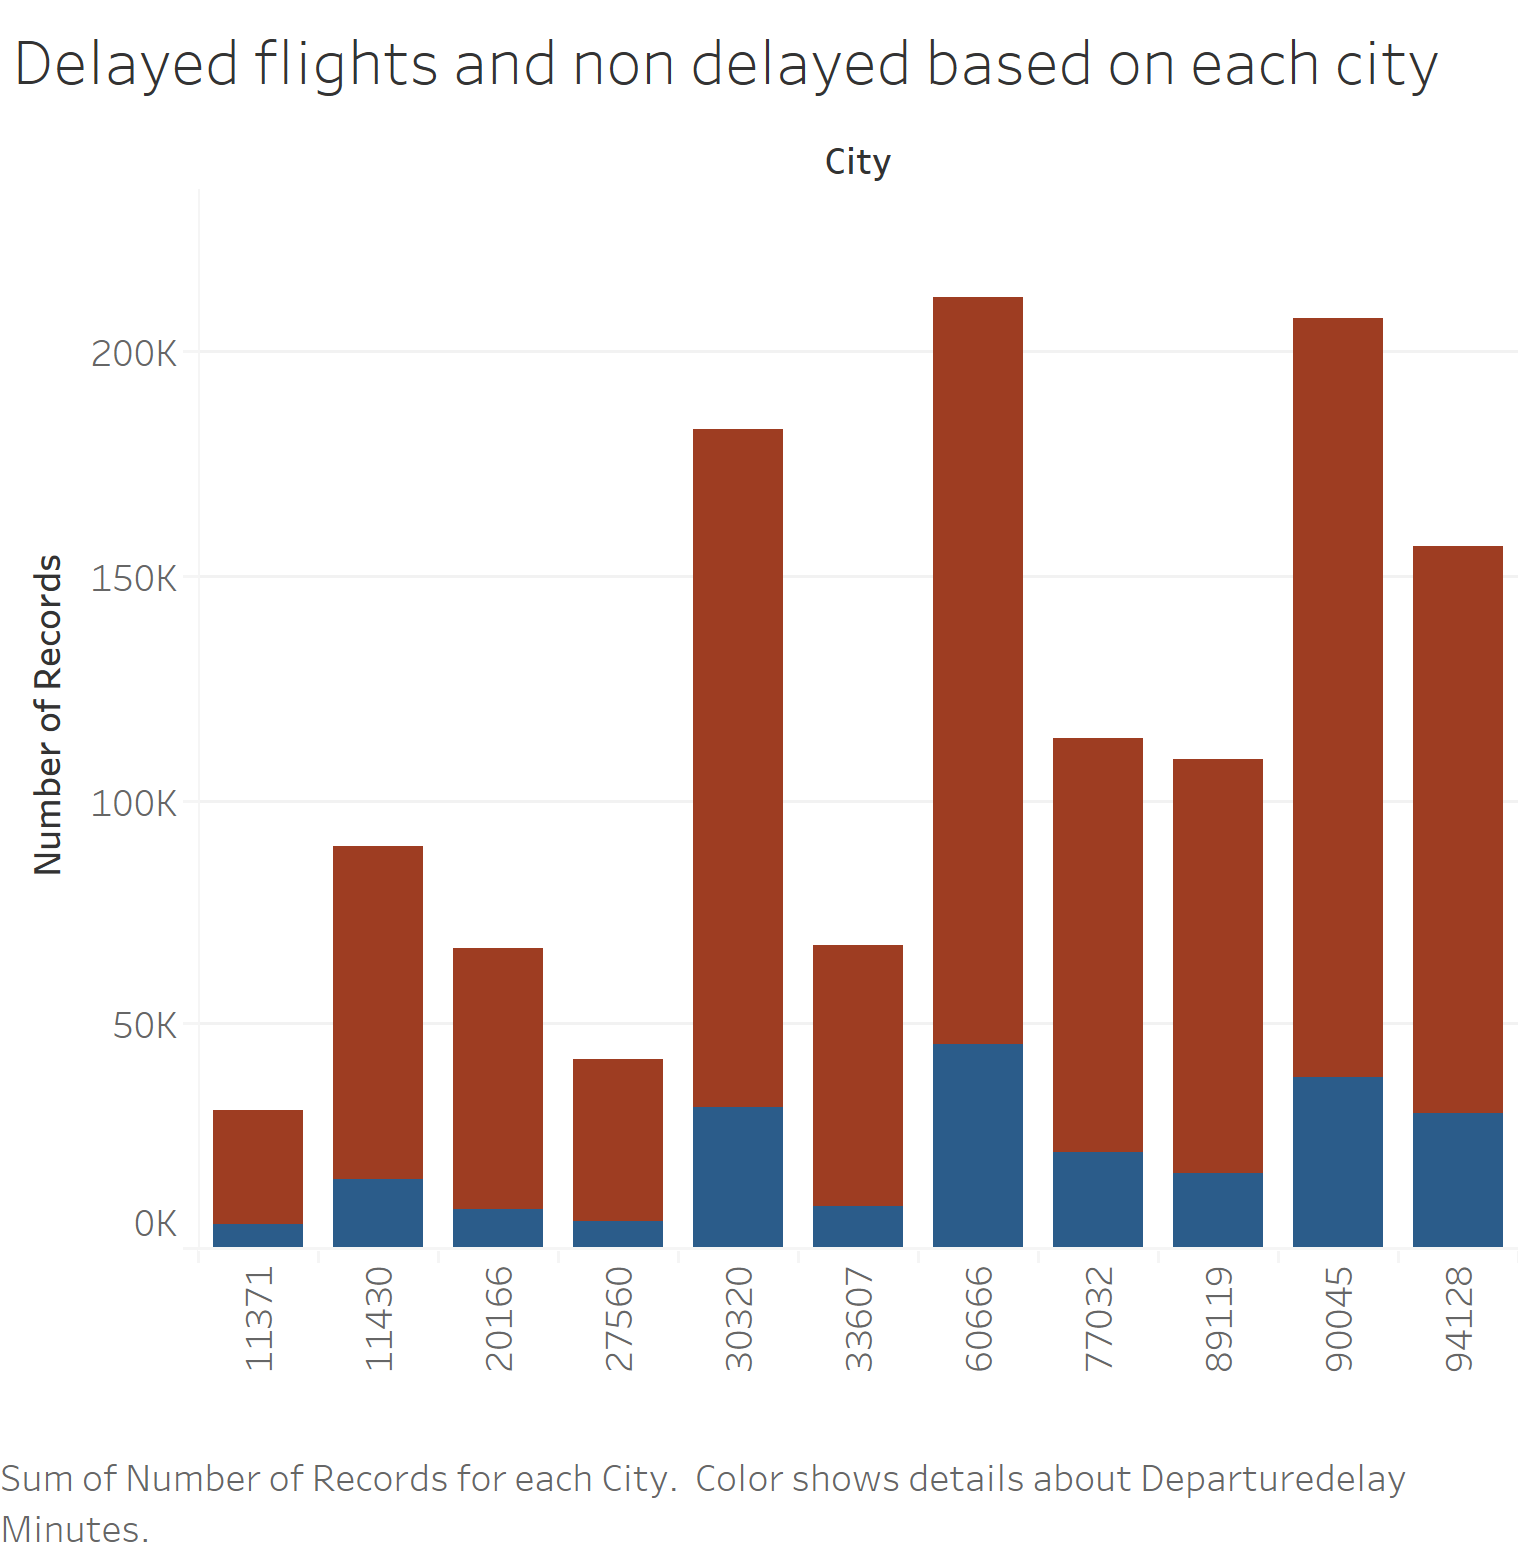 Delayed flights and non delayed based on each city
City
Number of Records
200K
150K
100K
50K
0K
11371
11430
20166
27560
30320
33607
60666
77032
89119
90045
94128
Sum of Number of Records for each City. Color shows details about Departuredelay
Minutes.